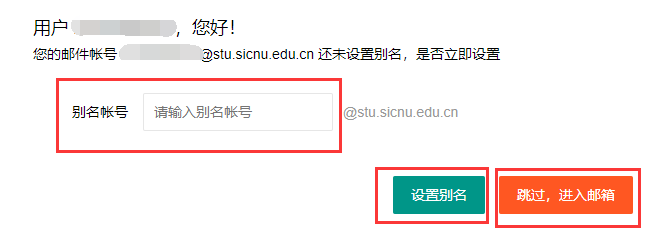 用户 ，您好！
您的邮件帐号 @stu.sicnu.edu.cn 还未设置别名，是否立即设置
别名帐号 请输入别名帐号 @stu.sicnu.edu.cn
设置别名 跳过，进入邮箱